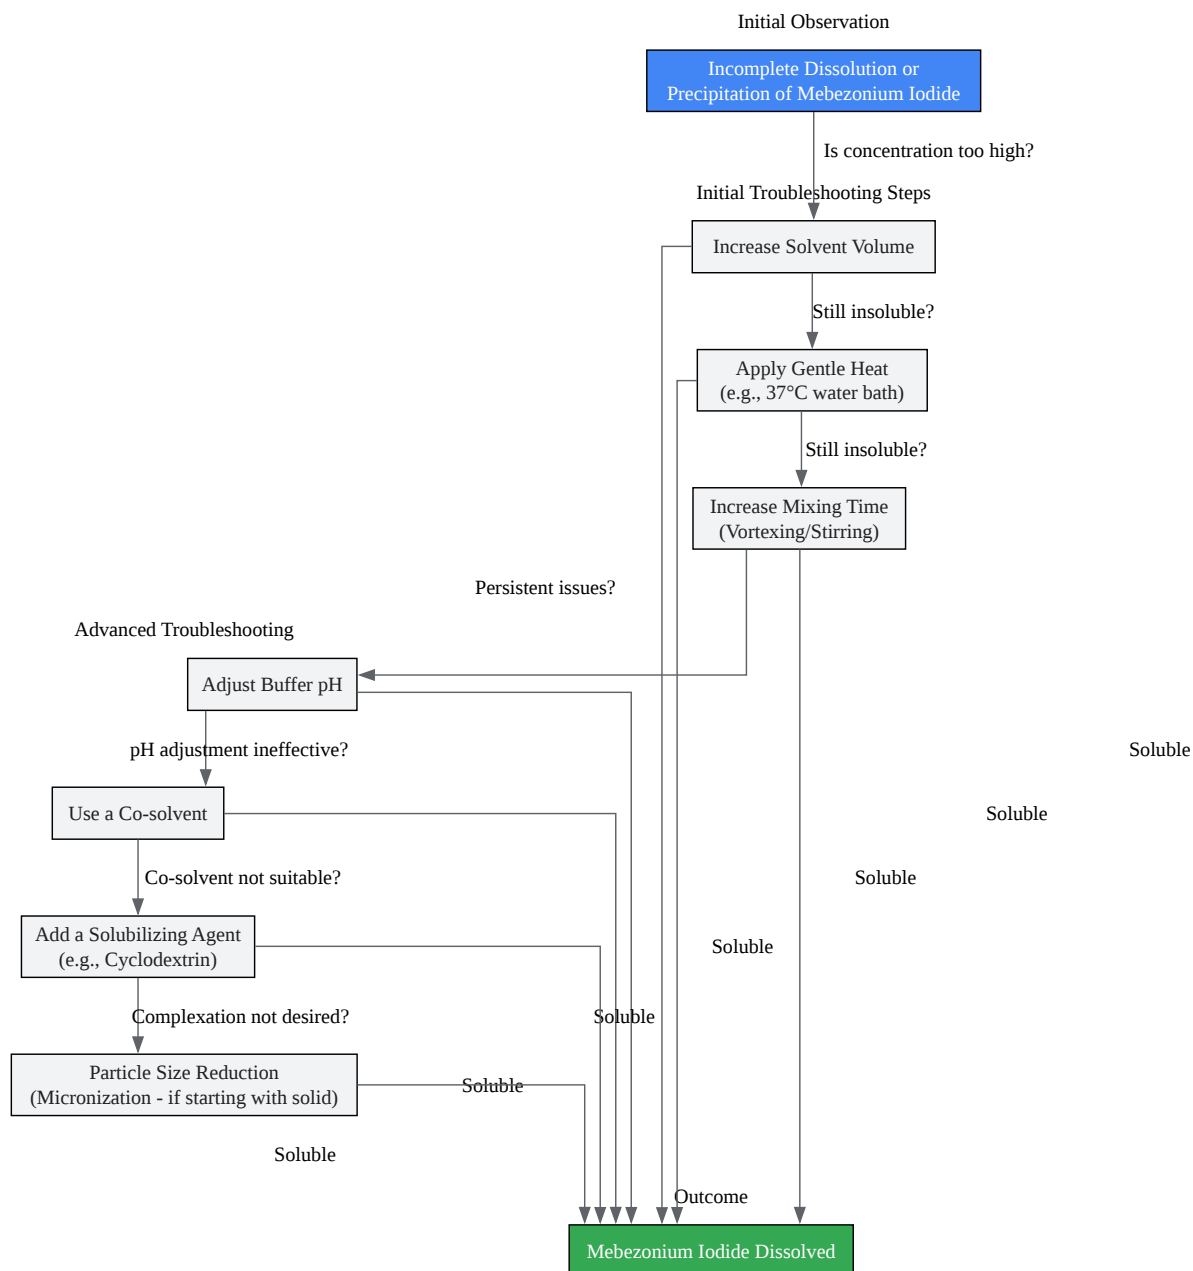 Initial Observation
Incomplete Dissolution or
Precipitation of Mebezonium Iodide
Is concentration too high?
Initial Troubleshooting Steps
Increase Solvent Volume
Still insoluble?
Apply Gentle Heat
(e.g., 37°C water bath)
Still insoluble?
Increase Mixing Time
(Vortexing/Stirring)
Persistent issues?
Advanced Troubleshooting
Adjust Buffer pH
pH adjustment ineffective?
Soluble
Use a Co-solvent
Soluble
Co-solvent not suitable?
Soluble
Add a Solubilizing Agent
(e.g., Cyclodextrin)
Soluble
Complexation not desired?
Soluble
Particle Size Reduction
(Micronization - if starting with solid)
Soluble
Soluble
Outcome
Mebezonium Iodide Dissolved